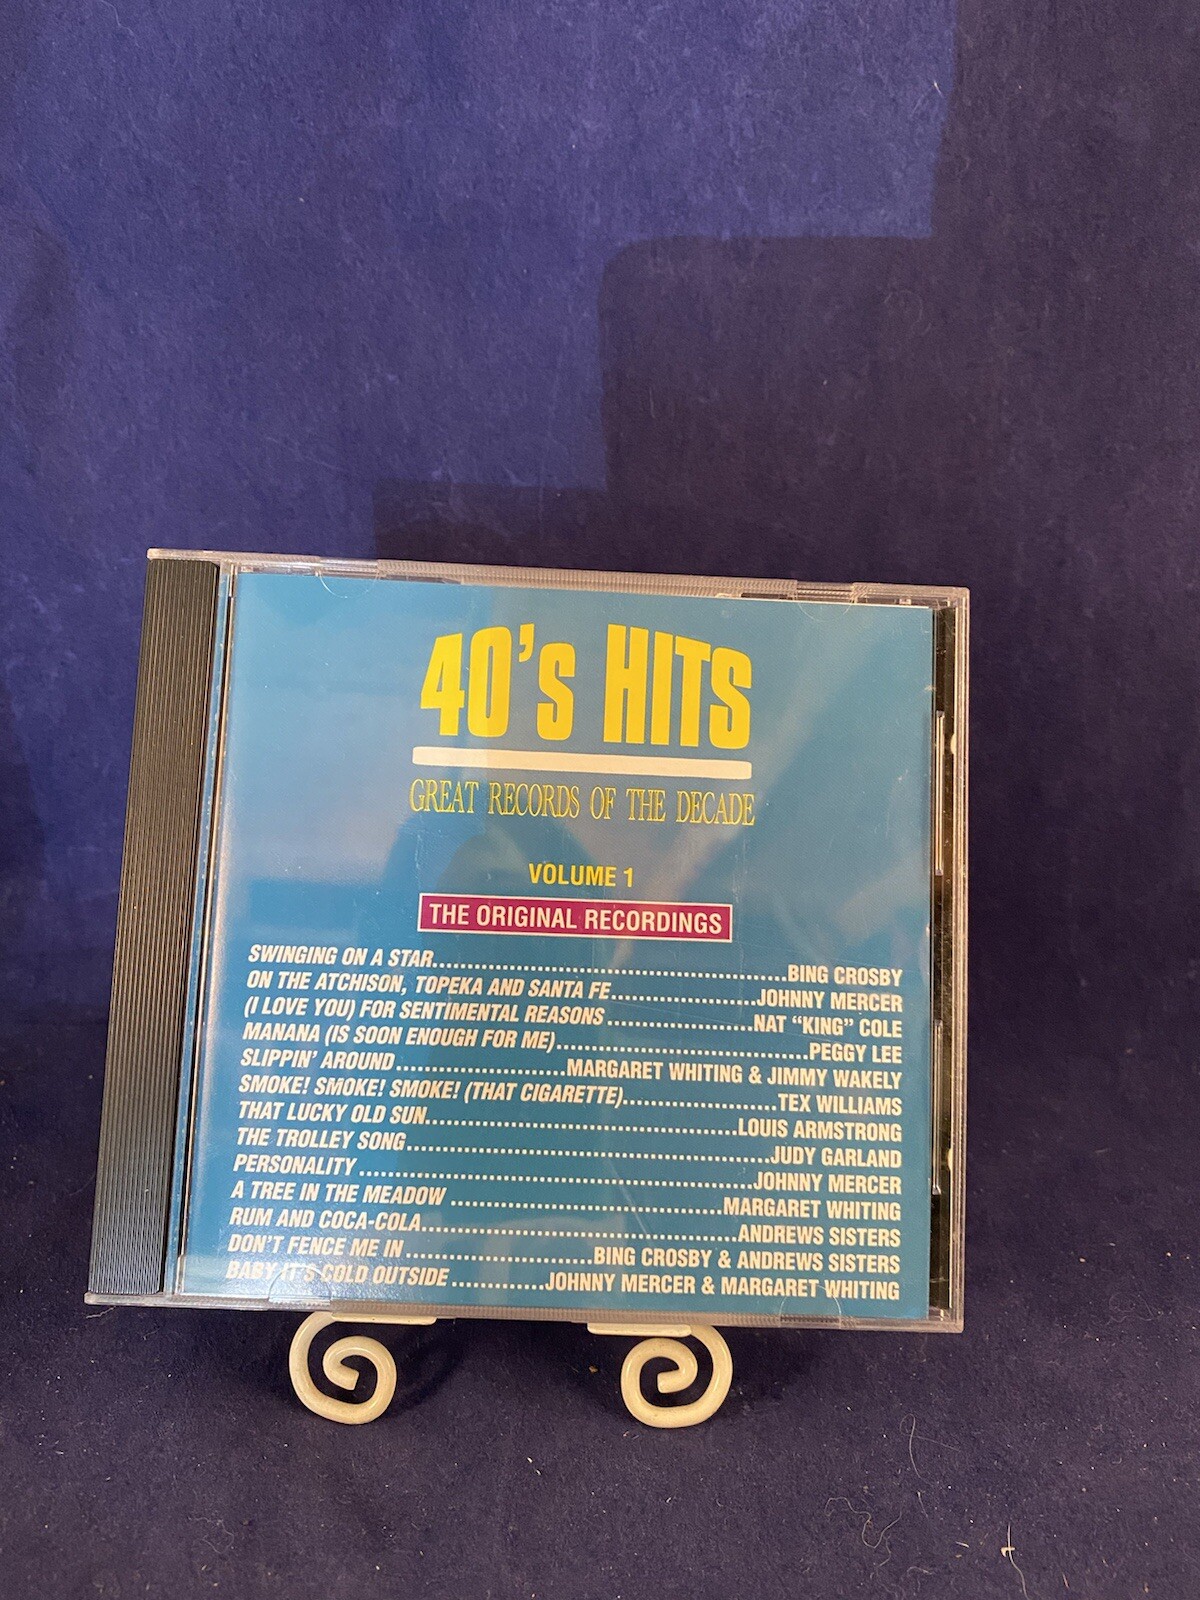 40's HITS
GREAT RECORDS OF THE DECADE
VOLUME 1
THE ORIGINAL RECORDINGS
SWINGING ON A STAR..........BING CROSBY
ON THE ATCHISON, TOPEKA AND SANTA FE..........JOHNNY MERCER
(I LOVE YOU) FOR SENTIMENTAL REASONS..........NAT “KING” COLE
MANANA (IS SOON ENOUGH FOR ME)..........PEGGY LEE
SLIPPIN' AROUND..........MARGARET WHITING & JIMMY WAKELY
SMOKE! SMOKE! SMOKE! (THAT CIGARETTE)..........TEX WILLIAMS
THAT LUCKY OLD SUN..........LOUIS ARMSTRONG
THE TROLLEY SONG..........JUDY GARLAND
PERSONALITY..........JOHNNY MERCER
A TREE IN THE MEADOW..........MARGARET WHITING
RUM AND COCA-COLA..........ANDREWS SISTERS
DON'T FENCE ME IN..........BING CROSBY & ANDREWS SISTERS
BABY IT'S COLD OUTSIDE..........JOHNNY MERCER & MARGARET WHITING